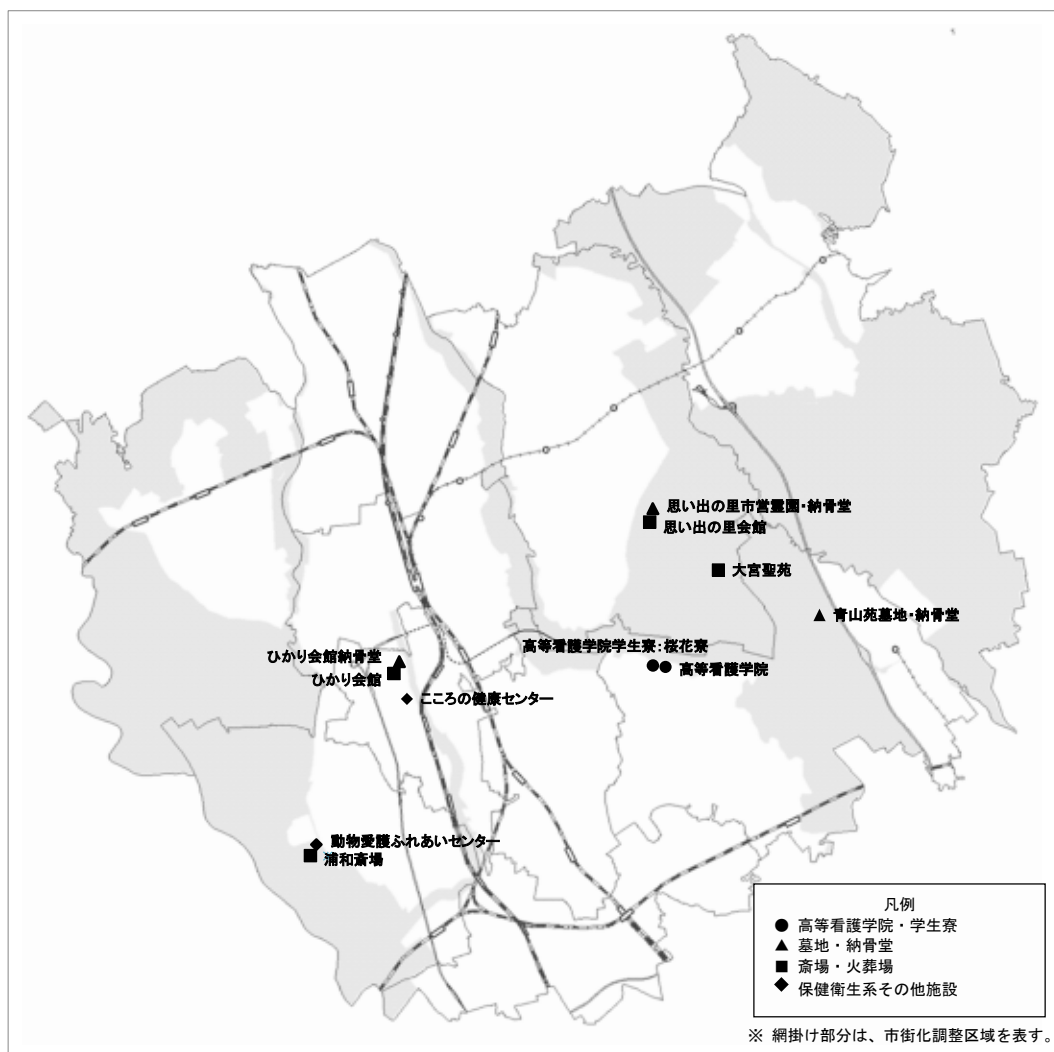 思い出の里市営霊園・納骨堂
思い出の里会館
大宮聖苑
青山苑墓地・納骨堂
高等看護学院学生寮：桜花寮
高等看護学院
ひかり会館納骨堂
ひかり会館
こころの健康センター
動物愛護ふれあいセンター
浦和斎場
凡例
● 高等看護学院・学生寮
▲ 墓地・納骨堂
■ 斎場・火葬場
◆ 保健衛生系その他施設
※ 網掛け部分は、市街化調整区域を表す。